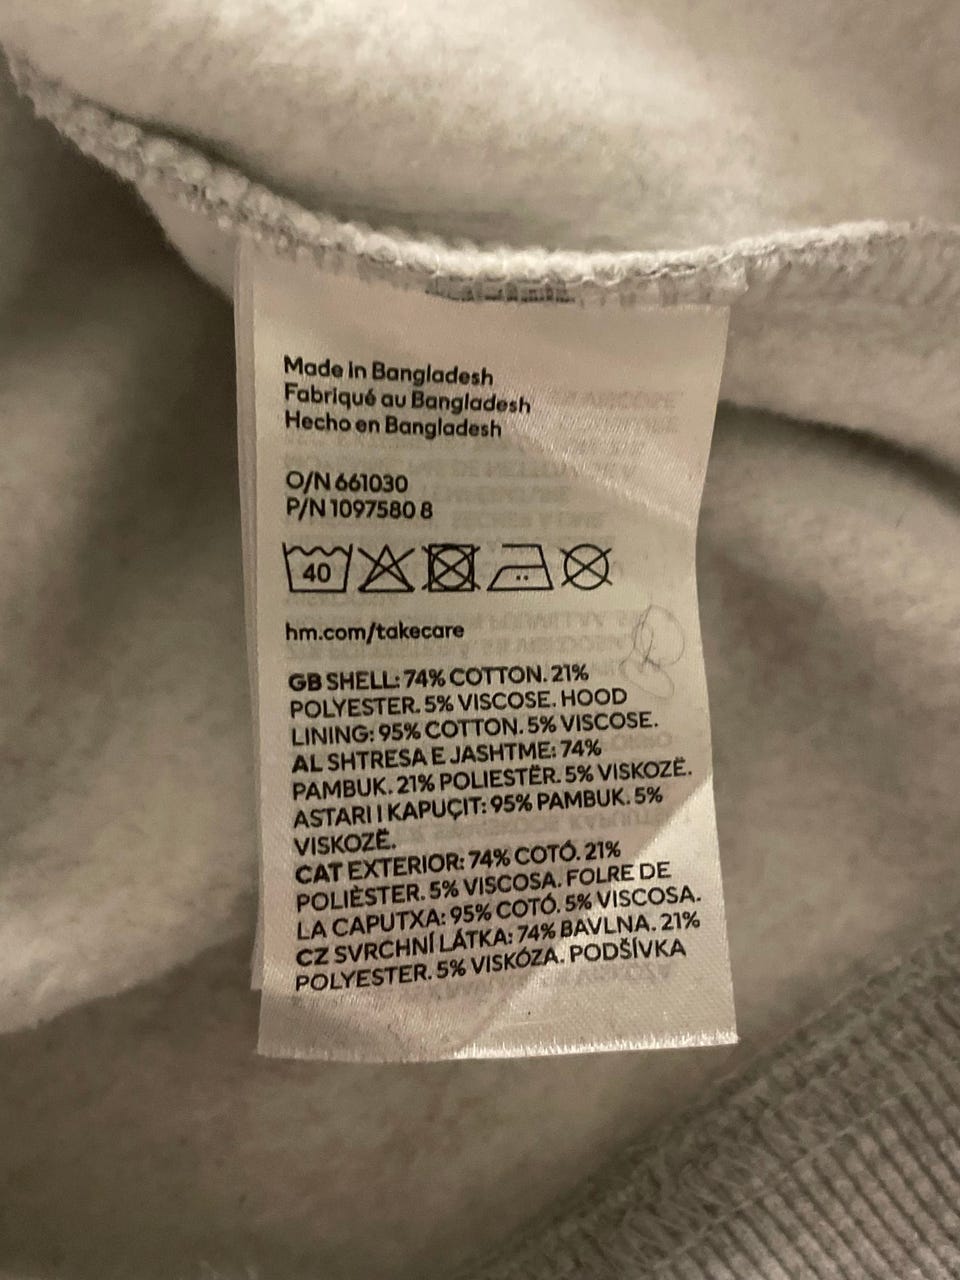 Made in Bangladesh
Fabriqué au Bangladesh
Hecho en Bangladesh
O/N 661030
P/N 1097580 8
40
hm.com/takecare
GB SHELL: 74% COTTON. 21%
POLYESTER. 5% VISCOSE. HOOD
LINING: 95% COTTON. 5% VISCOSE.
AL SHTRESA E JASHTME: 74%
PAMBUK. 21% POLIESTËR. 5% VISKOZË.
ASTARI I KAPUÇIT: 95% PAMBUK. 5%
VISKOZË.
CAT EXTERIOR: 74% COTÓ. 21%
POLIÈSTER. 5% VISCOSA. FOLRE DE
LA CAPUTXA: 95% COTÓ. 5% VISCOSA.
CZ SVRCHNÍ LÁTKA: 74% BAVLNA. 21%
POLYESTER. 5% VISKÓZA. PODŠÍVKA